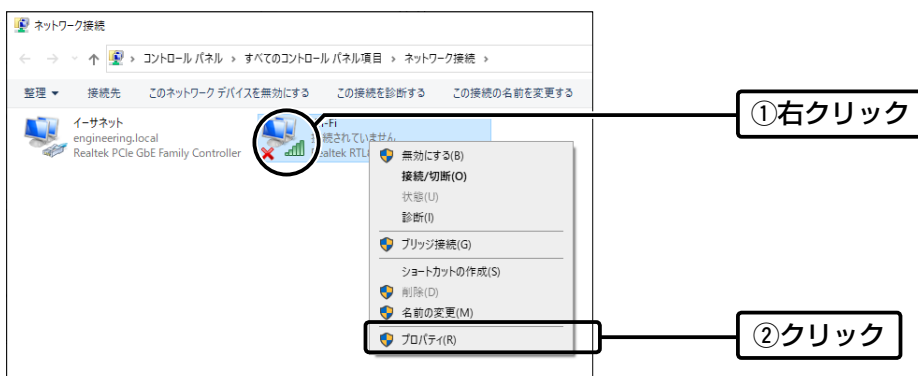 ネットワーク接続
コントロール パネル › すべてのコントロール パネル項目 › ネットワーク接続 ›
整理 ▾ 接続先 このネットワーク デバイスを無効にする この接続を診断する この接続の名前を変更する
イーサネット
engineering.local
Realtek PCIe GbE Family Controller
-Fi
続されていません
ealtek
無効にする(B)
接続/切断(O)
状態(U)
診断(I)
ブリッジ接続(G)
ショートカットの作成(S)
削除(D)
名前の変更(M)
プロパティ(R)
①右クリック
②クリック